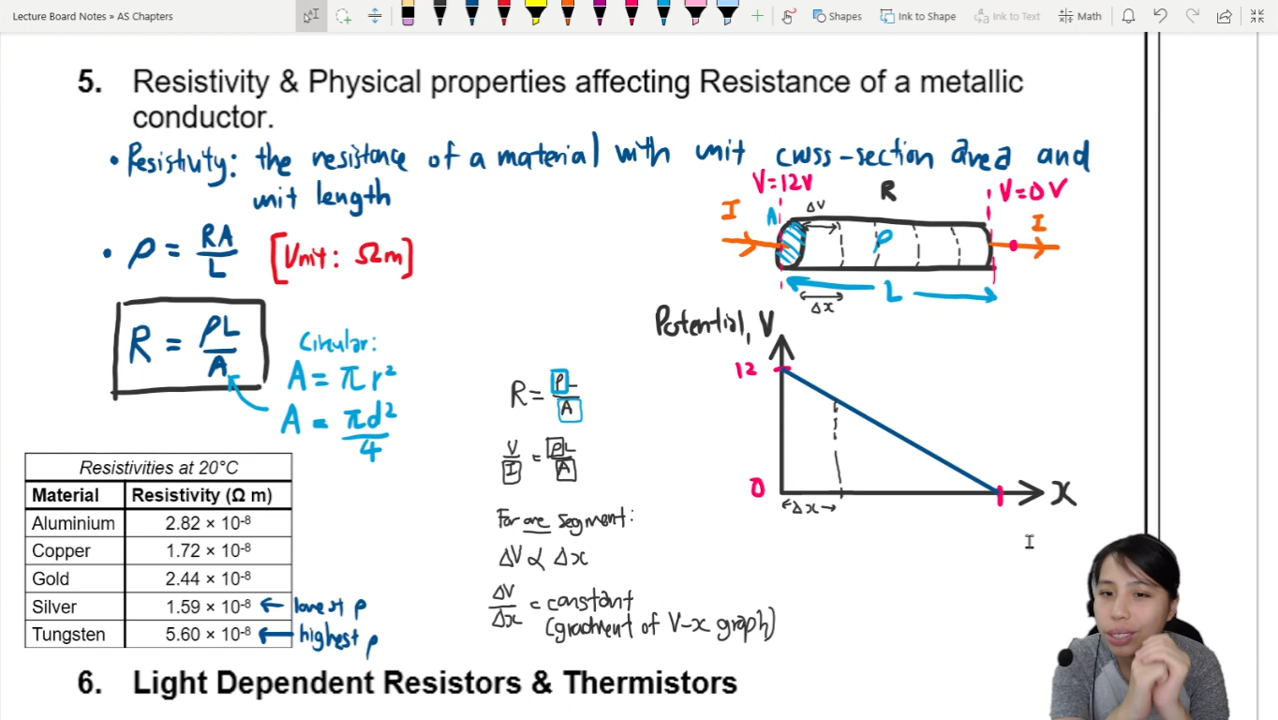 Lecture Board Notes » AS Chapters
Shapes
Ink to Shape
Ink to Text
Math
5. Resistivity & Physical properties affecting Resistance of a metallic
conductor.
• Resistivity: the resistance of a material with unit cross-section area and
unit length
• ρ = RA/L [Unit: Ωm]
R = ρL/A
Circular:
A = πr²
A = πd²/4
V=12V
R
V=0V
I
A
ΔV
ρ
I
Δx
L
Potential, V
12
0
Δx
x
R = ρL/A
V/I = ρL/A
For one segment:
ΔV ∝ Δx
ΔV/Δx = constant
(gradient of V-x graph)
Resistivities at 20°C
Material Resistivity (Ω m)
Aluminium 2.82 × 10⁻⁸
Copper 1.72 × 10⁻⁸
Gold 2.44 × 10⁻⁸
Silver 1.59 × 10⁻⁸ ← lowest ρ
Tungsten 5.60 × 10⁻⁸ ← highest ρ
6. Light Dependent Resistors & Thermistors